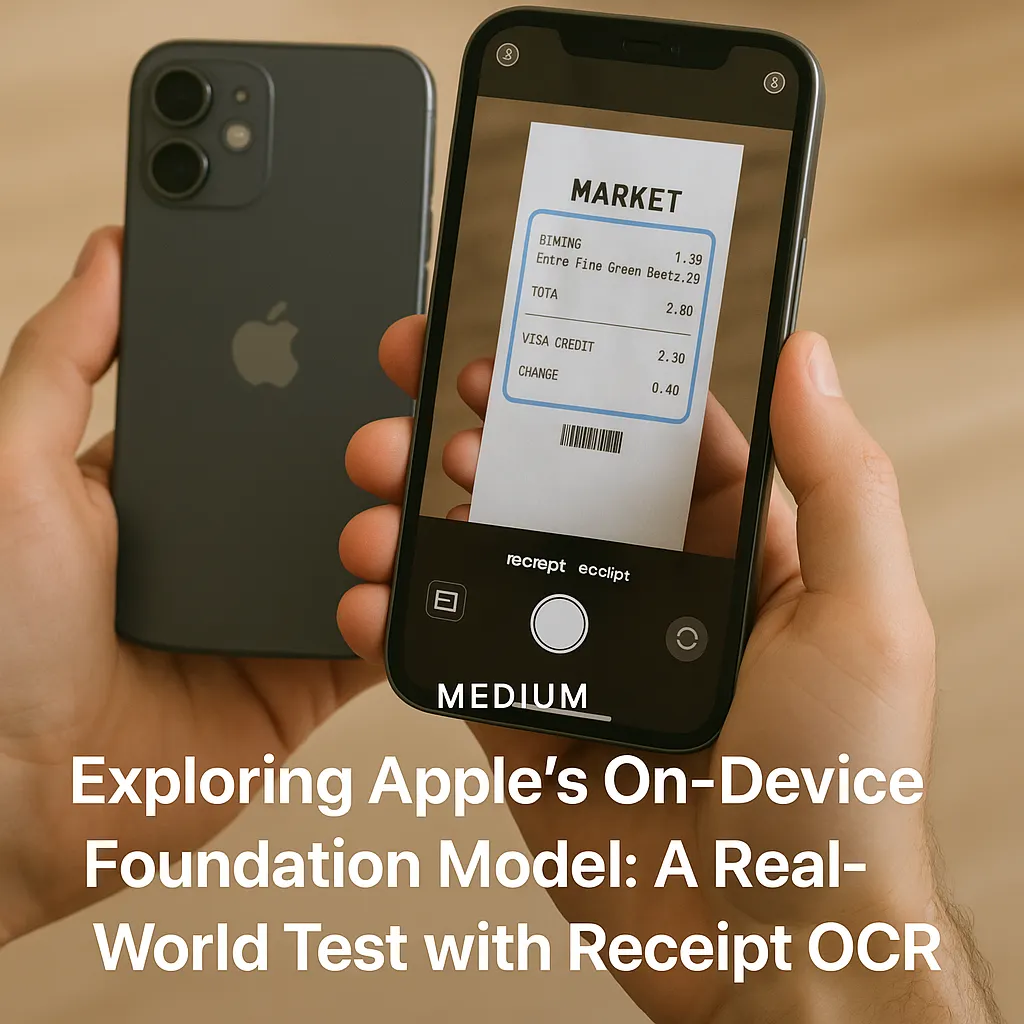 MARKET
BIMING 1.39
Entre Fine Green Beetz.29
TOTA 2.80
VISA CREDIT 2.30
CHANGE 0.40
recrept ecclipt
MEDIUM
Exploring Apple's On-Device
Foundation Model: A Real-
World Test with Receipt OCR